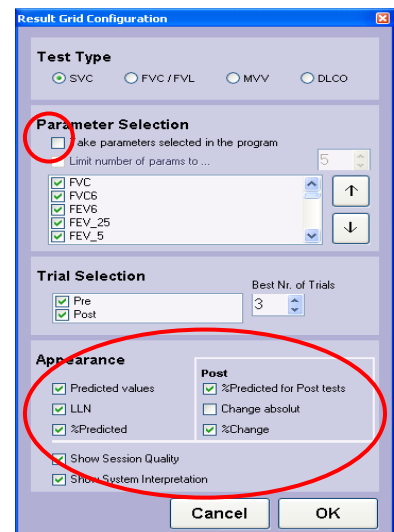 Result Grid Configuration
Test Type
SVC FVC / FVL MVV DLCO
Parameter Selection
Take parameters selected in the program
Limit number of params to ... 5
FVC
FVC6
FEV6
FEV_25
FEV_5
Trial Selection
Best Nr. of Trials
Pre 3
Post
Appearance
Post
Predicted values %Predicted for Post tests
LLN Change absolut
%Predicted %Change
Show Session Quality
Show System Interpretation
Cancel OK